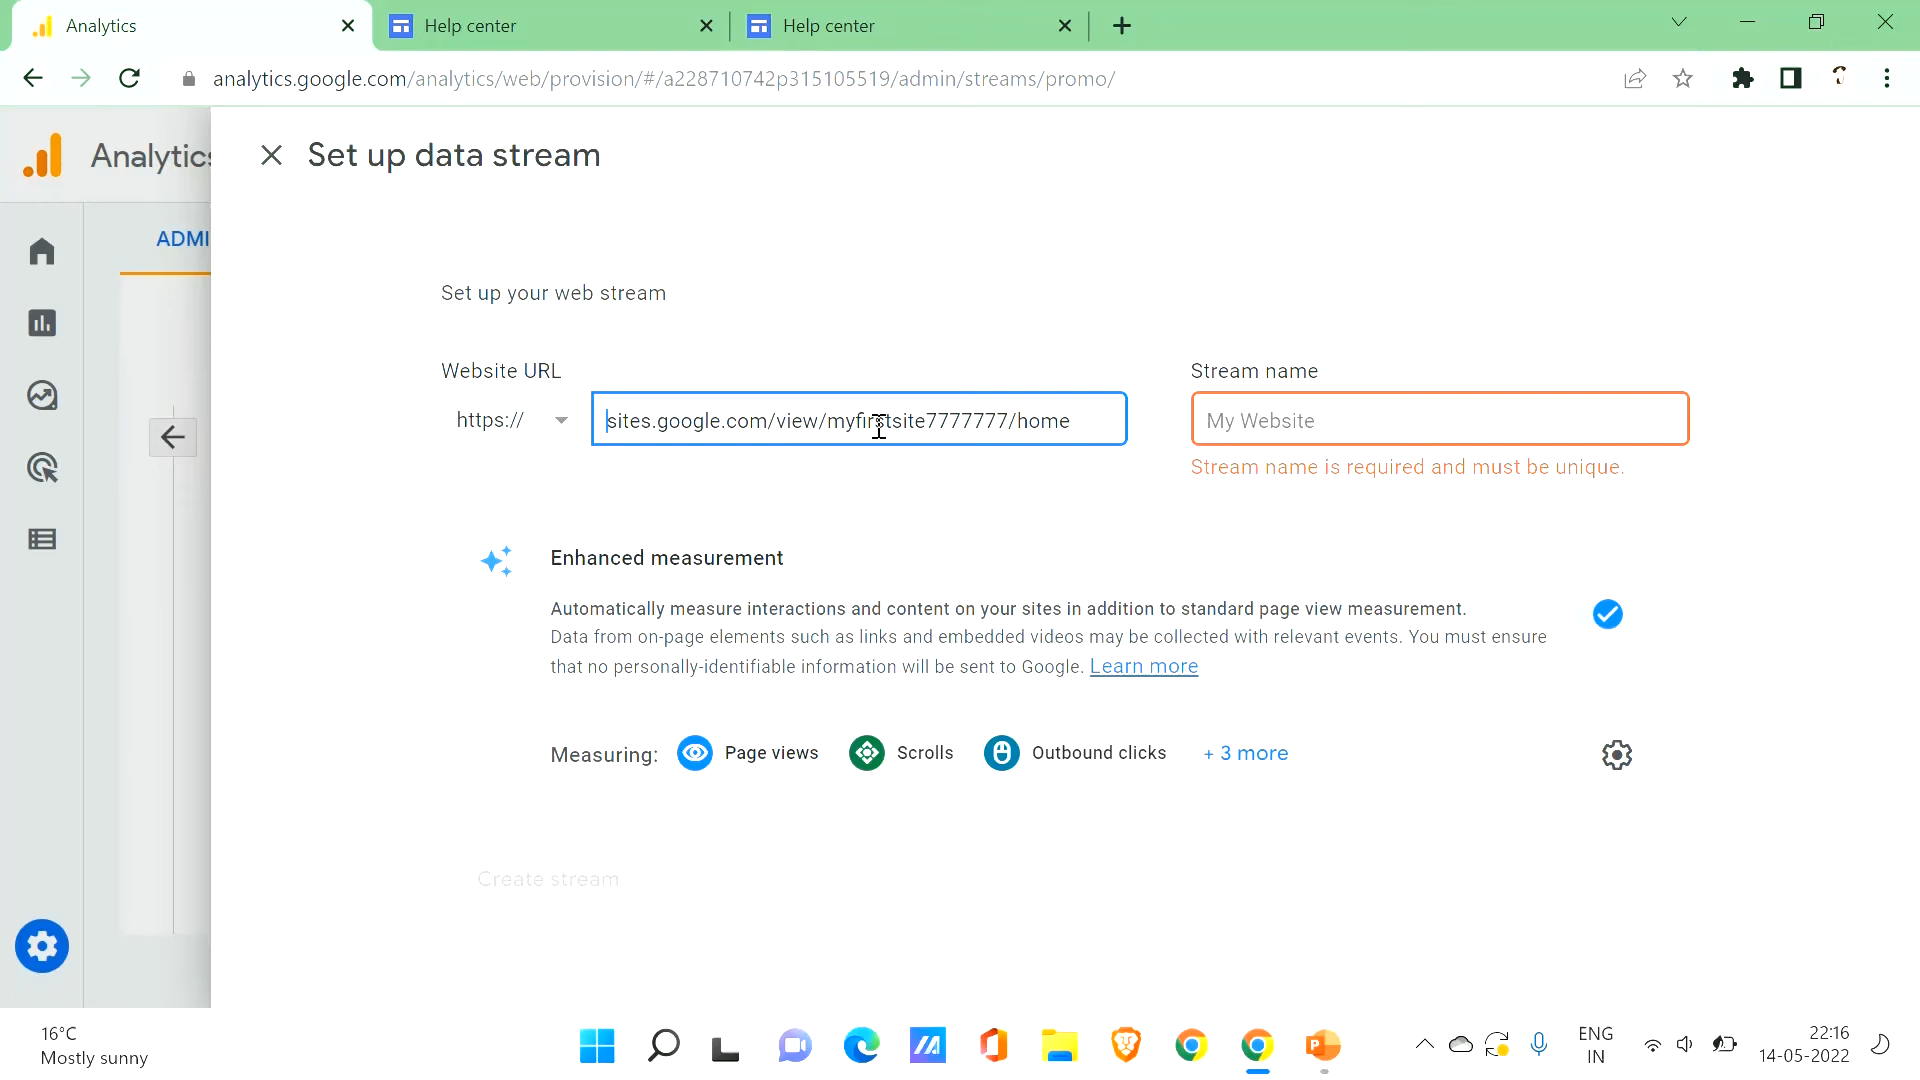 Analytics
Help center
Help center
analytics.google.com/analytics/web/provision/#/a228710742p315105519/admin/streams/promo/
Analytics
Set up data stream
ADMI
Set up your web stream
Website URL
Stream name
https://
sites.google.com/view/myfirstsite7777777/home
My Website
Stream name is required and must be unique.
Enhanced measurement
Automatically measure interactions and content on your sites in addition to standard page view measurement.
Data from on-page elements such as links and embedded videos may be collected with relevant events. You must ensure
that no personally-identifiable information will be sent to Google. Learn more
Measuring: Page views Scrolls Outbound clicks + 3 more
Create stream
16°C
Mostly sunny
ENG
IN
22:16
14-05-2022